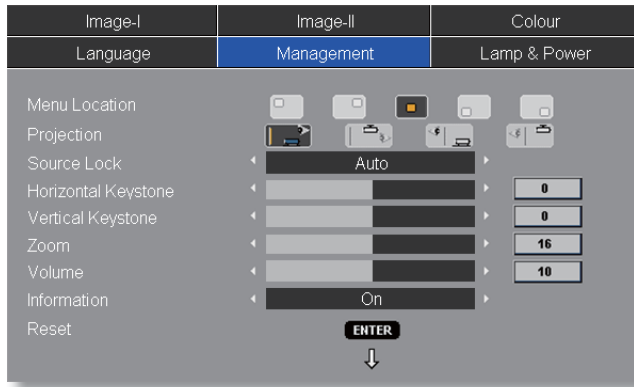 Image-I Image-II Colour
Language Management Lamp & Power
Menu Location
Projection
Source Lock Auto
Horizontal Keystone 0
Vertical Keystone 0
Zoom 16
Volume 10
Information On
Reset ENTER